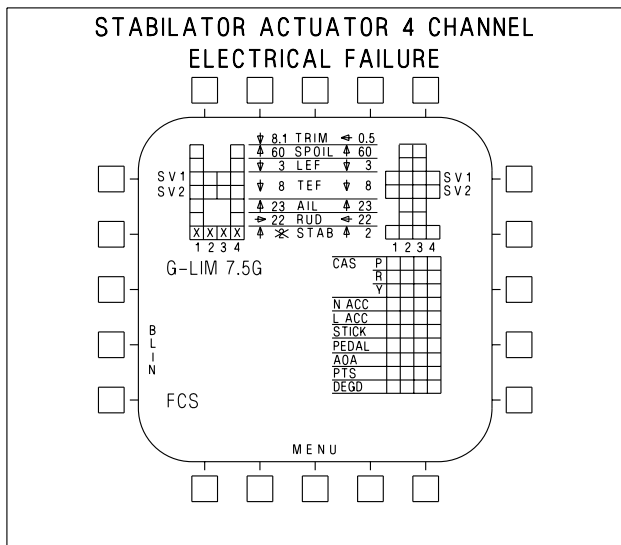 STABILATOR ACTUATOR 4 CHANNEL
ELECTRICAL FAILURE
8.1 TRIM 0.5
60 SPOIL 60
3 LEF 3
SV1 SV1
8 TEF 8
SV2 SV2
23 AIL 23
22 RUD 22
X X X X 2 STAB 2
1 2 3 4 1 2 3 4
G-LIM 7.5G
CAS P
R
Y
N ACC
L ACC
STICK
PEDAL
AOA
PTS
DEGD
BLIN
FCS
MENU